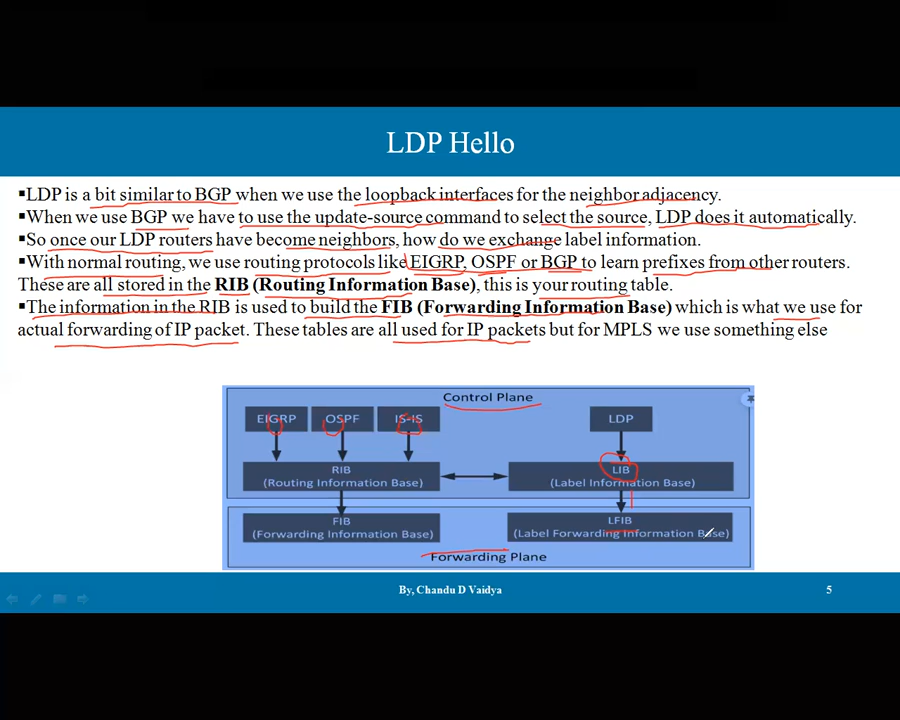 LDP Hello
▪LDP is a bit similar to BGP when we use the loopback interfaces for the neighbor adjacency.
▪When we use BGP we have to use the update-source command to select the source, LDP does it automatically.
▪So once our LDP routers have become neighbors, how do we exchange label information.
▪With normal routing, we use routing protocols like EIGRP, OSPF or BGP to learn prefixes from other routers.
These are all stored in the RIB (Routing Information Base), this is your routing table.
▪The information in the RIB is used to build the FIB (Forwarding Information Base) which is what we use for
actual forwarding of IP packet. These tables are all used for IP packets but for MPLS we use something else
Control Plane
EIGRP OSPF IS-IS LDP
RIB
(Routing Information Base)
LIB
(Label Information Base)
FIB
(Forwarding Information Base)
LFIB
(Label Forwarding Information Base)
Forwarding Plane
By, Chandu D Vaidya
5